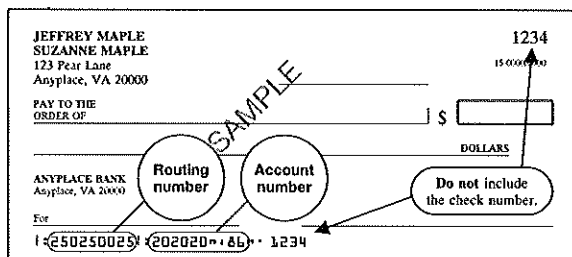 JEFFREY MAPLE
SUZANNE MAPLE
123 Pear Lane
Anyplace, VA 20000
1234
SAMPLE
PAY TO THE
ORDER OF
$
DOLLARS
ANYPLACE BANK
Anyplace, VA 20000
Routing
number
Account
number
Do not include
the check number.
For
250250025 202020 86 1234